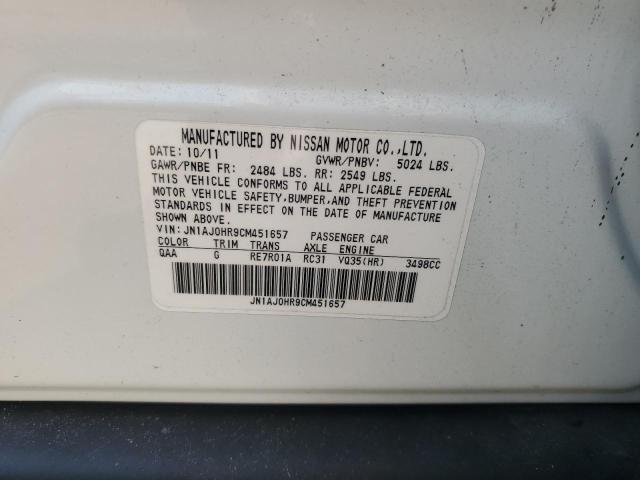 MANUFACTURED BY NISSAN MOTOR CO.,LTD.
DATE: 10/11 GVWR/PNBV: 5024 LBS.
GAWR/PNBE FR: 2484 LBS. RR: 2549 LBS.
THIS VEHICLE CONFORMS TO ALL APPLICABLE FEDERAL
MOTOR VEHICLE SAFETY,BUMPER,AND THEFT PREVENTION
STANDARDS IN EFFECT ON THE DATE OF MANUFACTURE
SHOWN ABOVE.
VIN: JN1AJ0HR9CM451657 PASSENGER CAR
COLOR TRIM TRANS AXLE ENGINE
QAA G RE7R01A RC31 VQ35(HR) 3498CC
JN1AJ0HR9CM451657